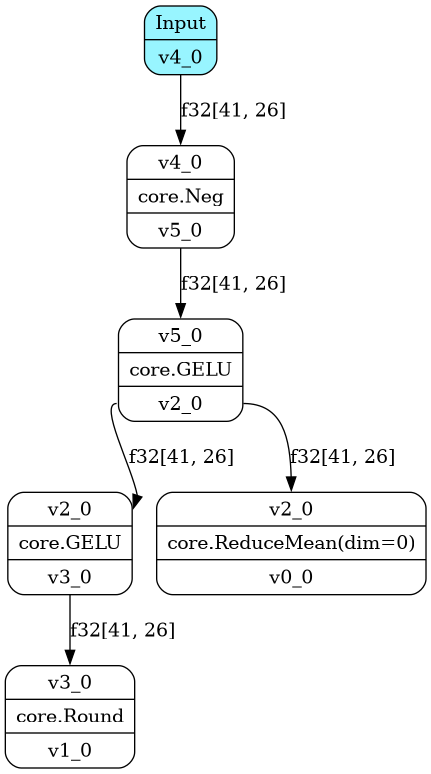 Input
v4_0
f32[41, 26]
v4_0
core.Neg
v5_0
f32[41, 26]
v5_0
core.GELU
v2_0
f32[41, 26]
f32[41, 26]
v2_0
core.GELU
v3_0
v2_0
core.ReduceMean(dim=0)
v0_0
f32[41, 26]
v3_0
core.Round
v1_0